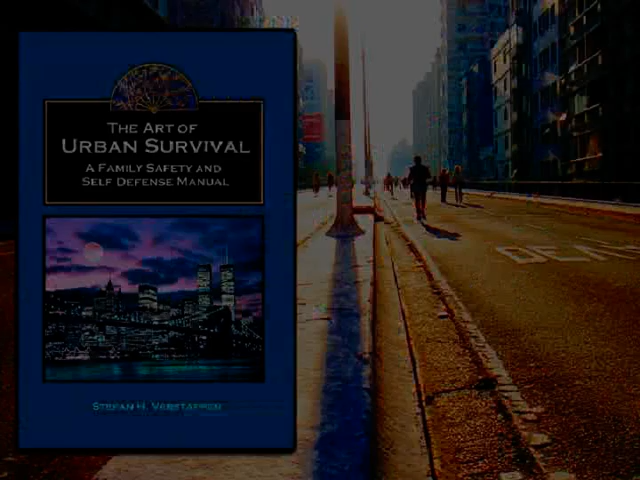 THE ART OF
URBAN SURVIVAL
A FAMILY SAFETY AND
SELF DEFENSE MANUAL
STEFAN H. VERSTAPPEN